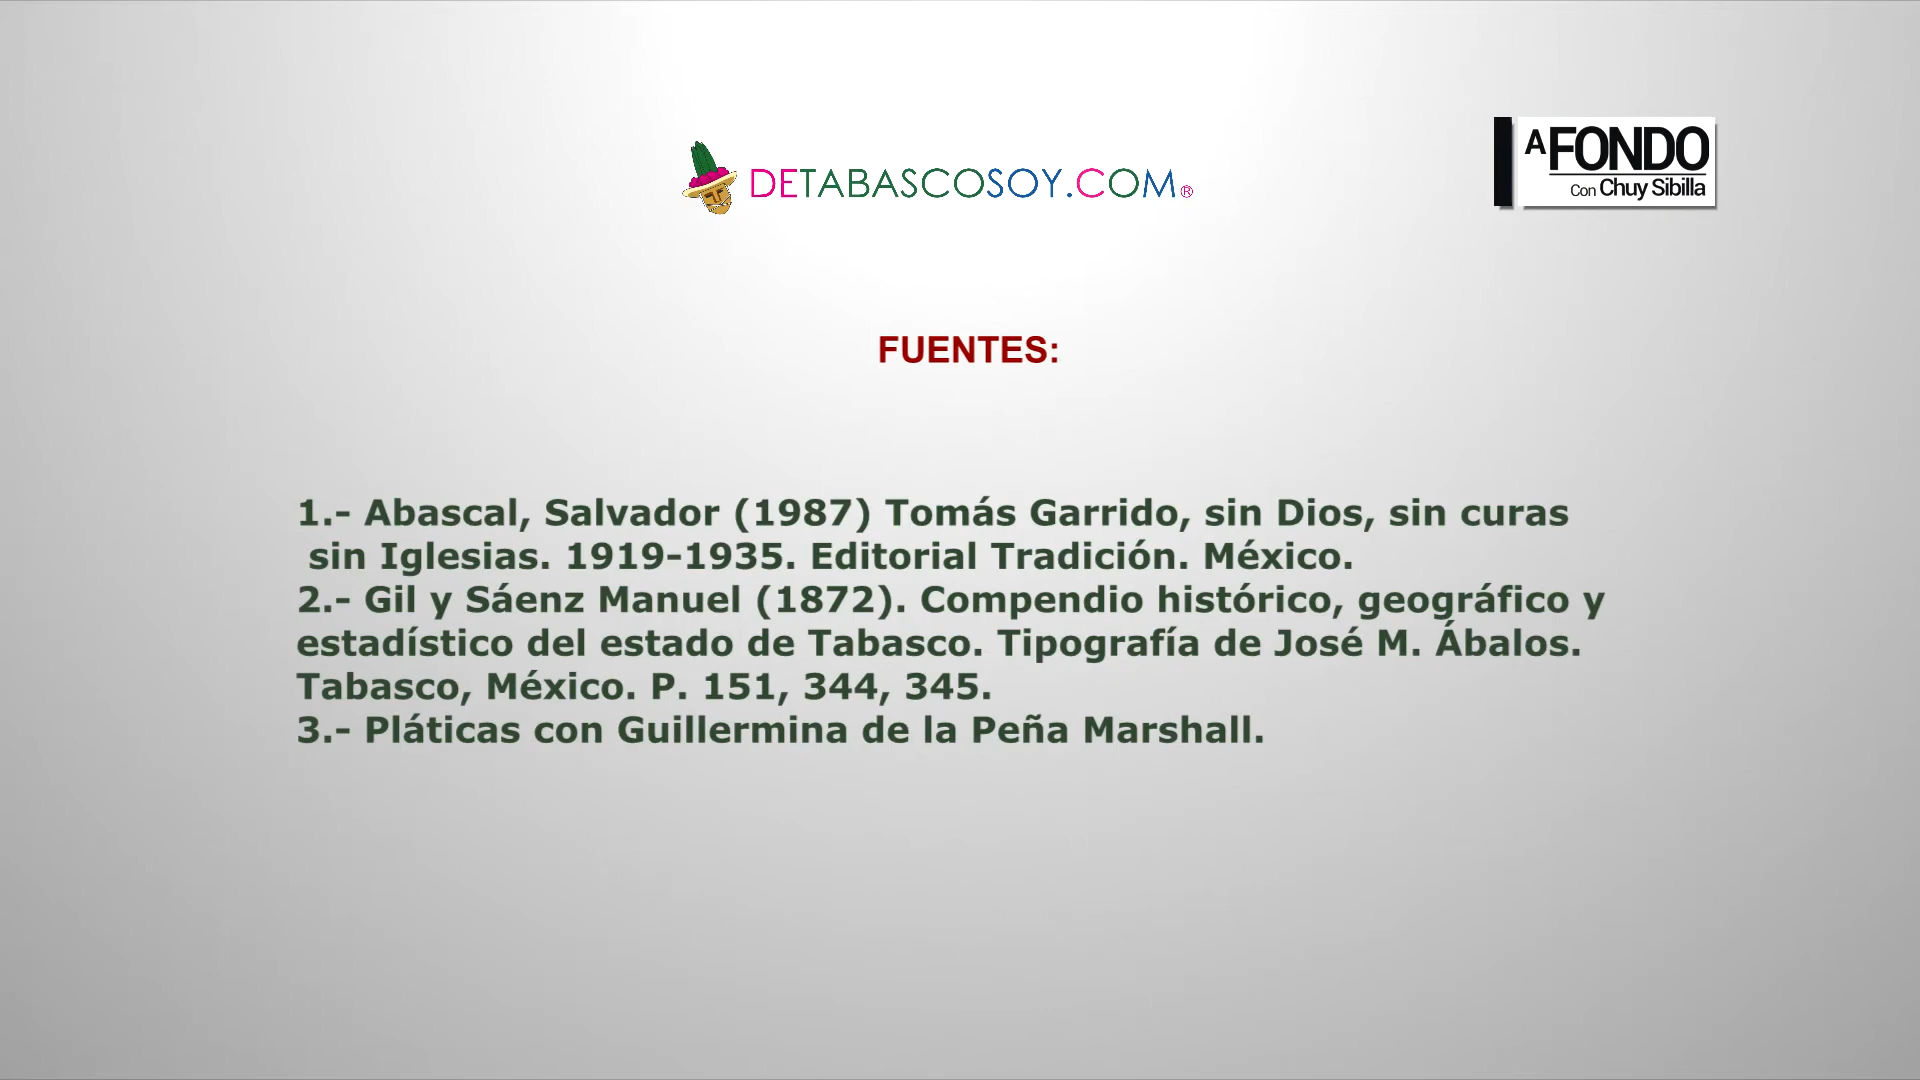 DETABASCOSOY.COM®
A FONDO
Con Chuy Sibilla
FUENTES:
1.- Abascal, Salvador (1987) Tomás Garrido, sin Dios, sin curas
sin Iglesias. 1919-1935. Editorial Tradición. México.
2.- Gil y Sáenz Manuel (1872). Compendio histórico, geográfico y
estadístico del estado de Tabasco. Tipografía de José M. Ábalos.
Tabasco, México. P. 151, 344, 345.
3.- Pláticas con Guillermina de la Peña Marshall.